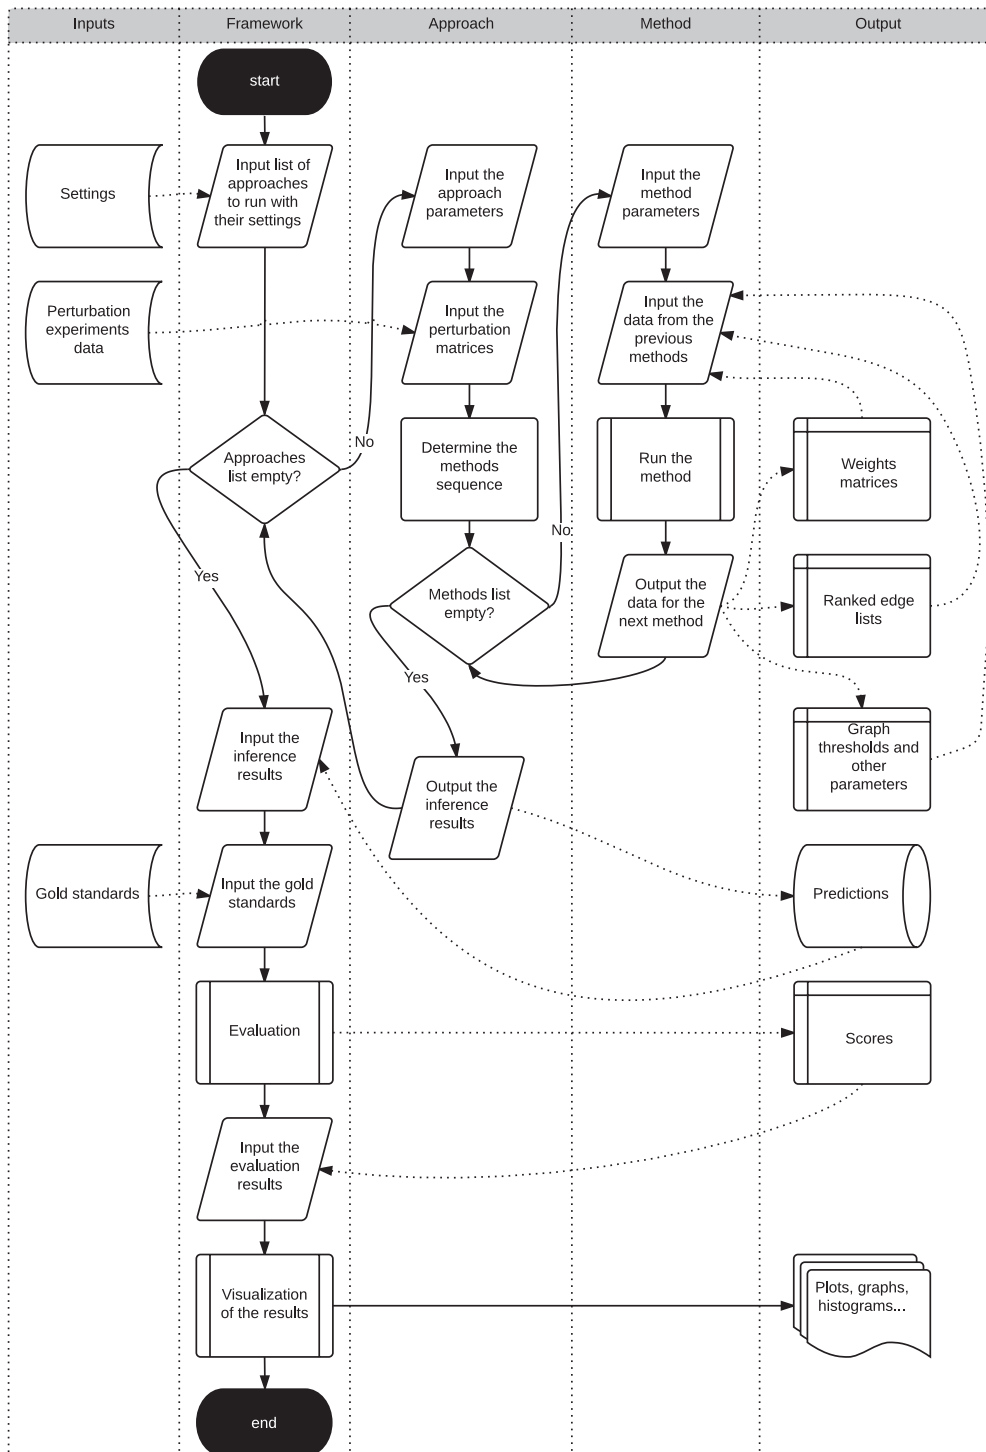 Inputs
Framework
Approach
Method
Output
start
Settings
Input list of
approaches
to run with
their settings
Input the
approach
parameters
Input the
method
parameters
Perturbation
experiments
data
Input the
perturbation
matrices
Input the
data from the
previous
methods
Approaches
list empty?
No
Determine the
methods
sequence
Run the
method
Weights
matrices
No
Yes
Methods list
empty?
Output the
data for the
next method
Ranked edge
lists
Yes
Input the
inference
results
Output the
inference
results
Graph
thresholds and
other
parameters
Gold standards
Input the gold
standards
Predictions
Evaluation
Scores
Input the
evaluation
results
Visualization
of the results
Plots, graphs,
histograms...
end